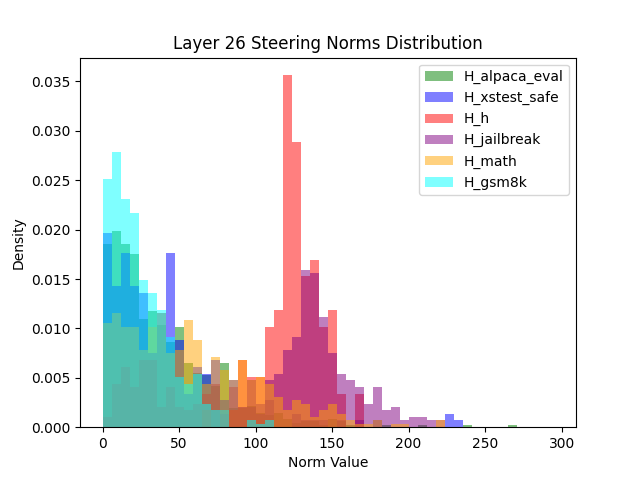 Layer 26 Steering Norms Distribution
H_alpaca_eval
H_xstest_safe
H_h
H_jailbreak
H_math
H_gsm8k
Density
0.035
0.030
0.025
0.020
0.015
0.010
0.005
0.000
0 50 100 150 200 250 300
Norm Value